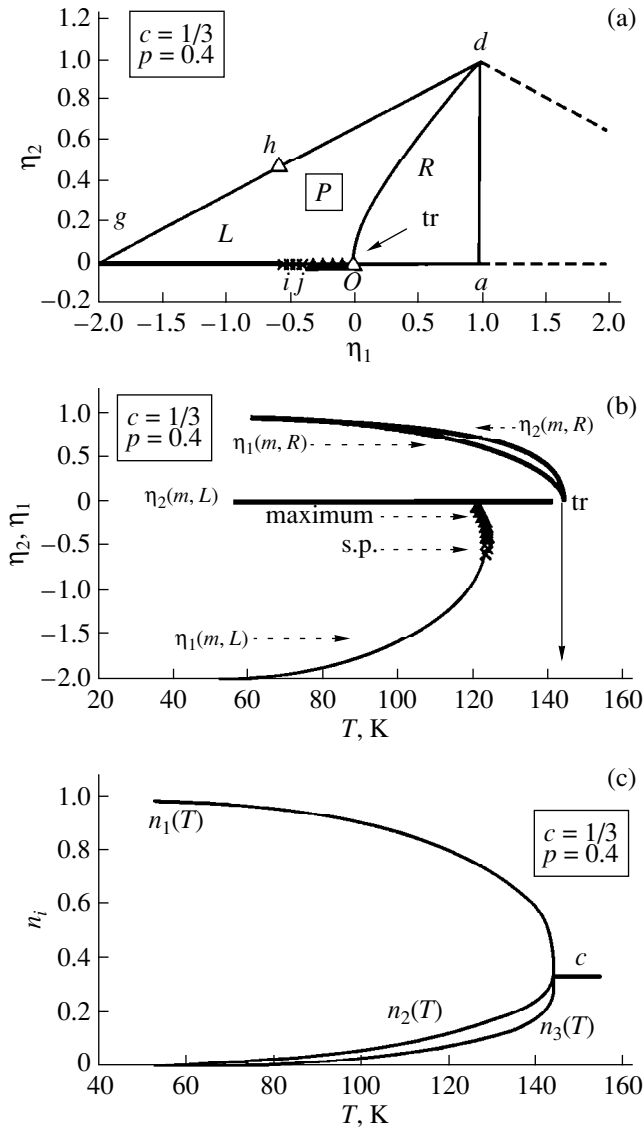 (a)
c = 1/3
p = 0.4
1.0
0.8
0.6
0.4
0.2
0
−0.2
η2
d
h
P
R
tr
g
L
i
j
O
a
−2.0 −1.5 −1.0 −0.5 0 0.5 1.0 1.5 2.0
η1
(b)
c = 1/3
p = 0.4
1.0
0.5
0
−0.5
−1.0
−1.5
−2.0
η2, η1
η2(m, R)
η1(m, R)
η2(m, L)
tr
maximum
s.p.
η1(m, L)
20 40 60 80 100 120 140 160
T, K
(c)
c = 1/3
p = 0.4
1.0
0.8
0.6
0.4
0.2
0
ni
n1(T)
c
n2(T)
n3(T)
40 60 80 100 120 140 160
T, K